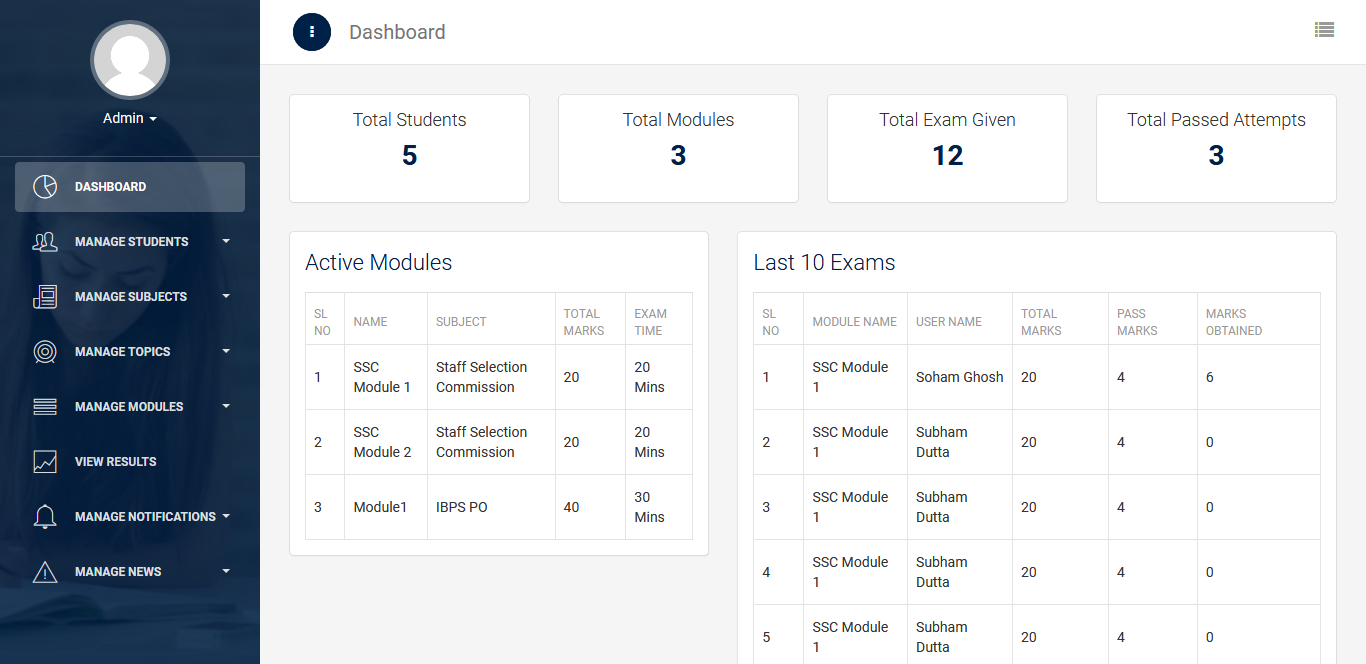 Admin
DASHBOARD
MANAGE STUDENTS
MANAGE SUBJECTS
MANAGE TOPICS
MANAGE MODULES
VIEW RESULTS
MANAGE NOTIFICATIONS
MANAGE NEWS
Dashboard
Total Students
5
Total Modules
3
Total Exam Given
12
Total Passed Attempts
3
Active Modules
SL NO NAME SUBJECT TOTAL MARKS EXAM TIME
1 SSC Module 1 Staff Selection Commission 20 20 Mins
2 SSC Module 2 Staff Selection Commission 20 20 Mins
3 Module1 IBPS PO 40 30 Mins
Last 10 Exams
SL NO MODULE NAME USER NAME TOTAL MARKS PASS MARKS MARKS OBTAINED
1 SSC Module 1 Soham Ghosh 20 4 6
2 SSC Module 1 Subham Dutta 20 4 0
3 SSC Module 1 Subham Dutta 20 4 0
4 SSC Module 1 Subham Dutta 20 4 0
5 SSC Module 1 Subham Dutta 20 4 0